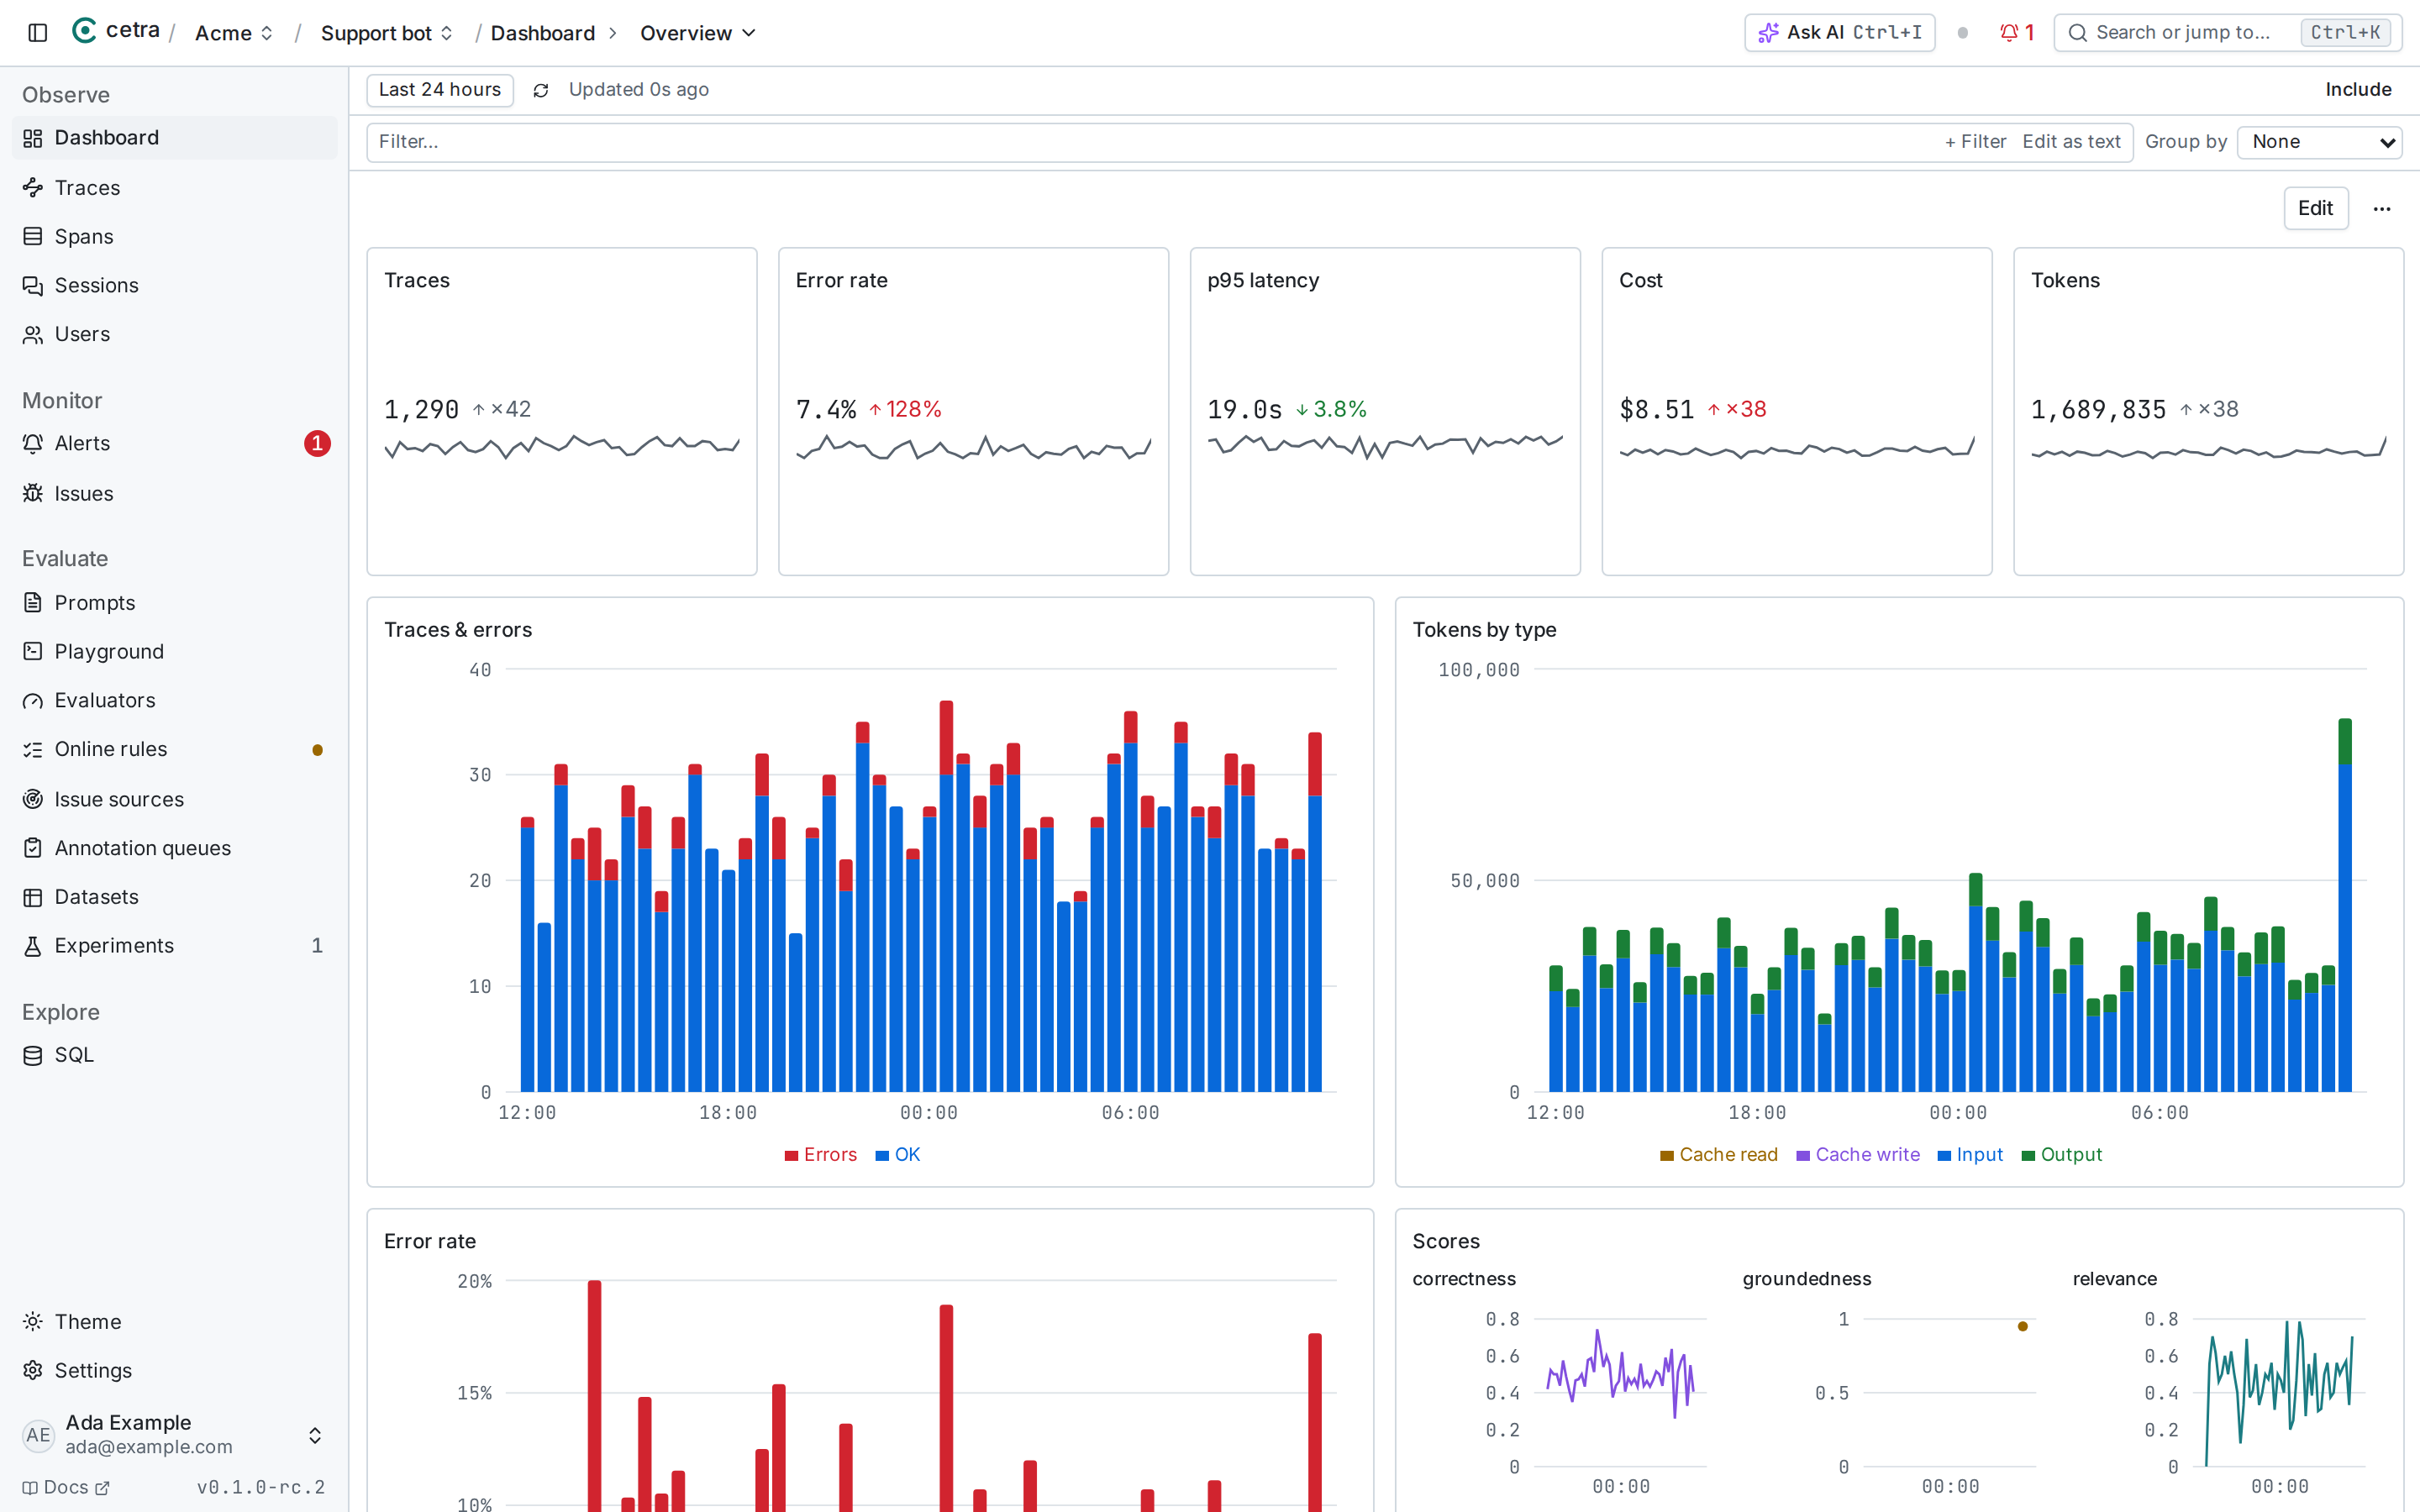 cetra / Acme / Support bot / Dashboard > Overview
Ask AI Ctrl+I
1
Search or jump to... Ctrl+K
Observe
Dashboard
Traces
Spans
Sessions
Users
Monitor
Alerts 1
Issues
Evaluate
Prompts
Playground
Evaluators
Online rules
Issue sources
Annotation queues
Datasets
Experiments 1
Explore
SQL
Theme
Settings
AE
Ada Example
ada@example.com
Docs v0.1.0-rc.2
Last 24 hours Updated 0s ago Include
Filter... + Filter Edit as text Group by None
Edit ...
Traces
1,290 ↑ ×42
Error rate
7.4% ↑ 128%
p95 latency
19.0s ↓ 3.8%
Cost
$8.51 ↑ ×38
Tokens
1,689,835 ↑ ×38
Traces & errors
40
30
20
10
0
12:00 18:00 00:00 06:00
Errors OK
Tokens by type
100,000
50,000
0
12:00 18:00 00:00 06:00
Cache read Cache write Input Output
Error rate
20%
15%
10%
Scores
correctness
0.8
0.6
0.4
0.2
0
00:00
groundedness
1
0.5
0
00:00
relevance
0.8
0.6
0.4
0.2
0
00:00